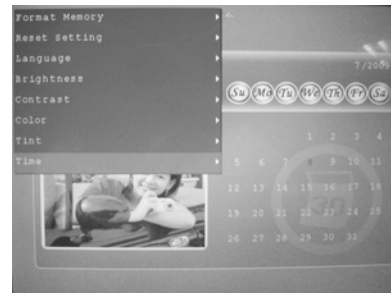 Format Memory
Reset Setting
Language
Brightness
Contrast
Color
Tint
Time
7/2009
Su Mo Tu We Th Fr Sa
1 2 3 4
5 6 7 8 9 10 11
12 13 14 15 16 17 18
19 20 21 22 23 24 25
26 27 28 29 30 31
30